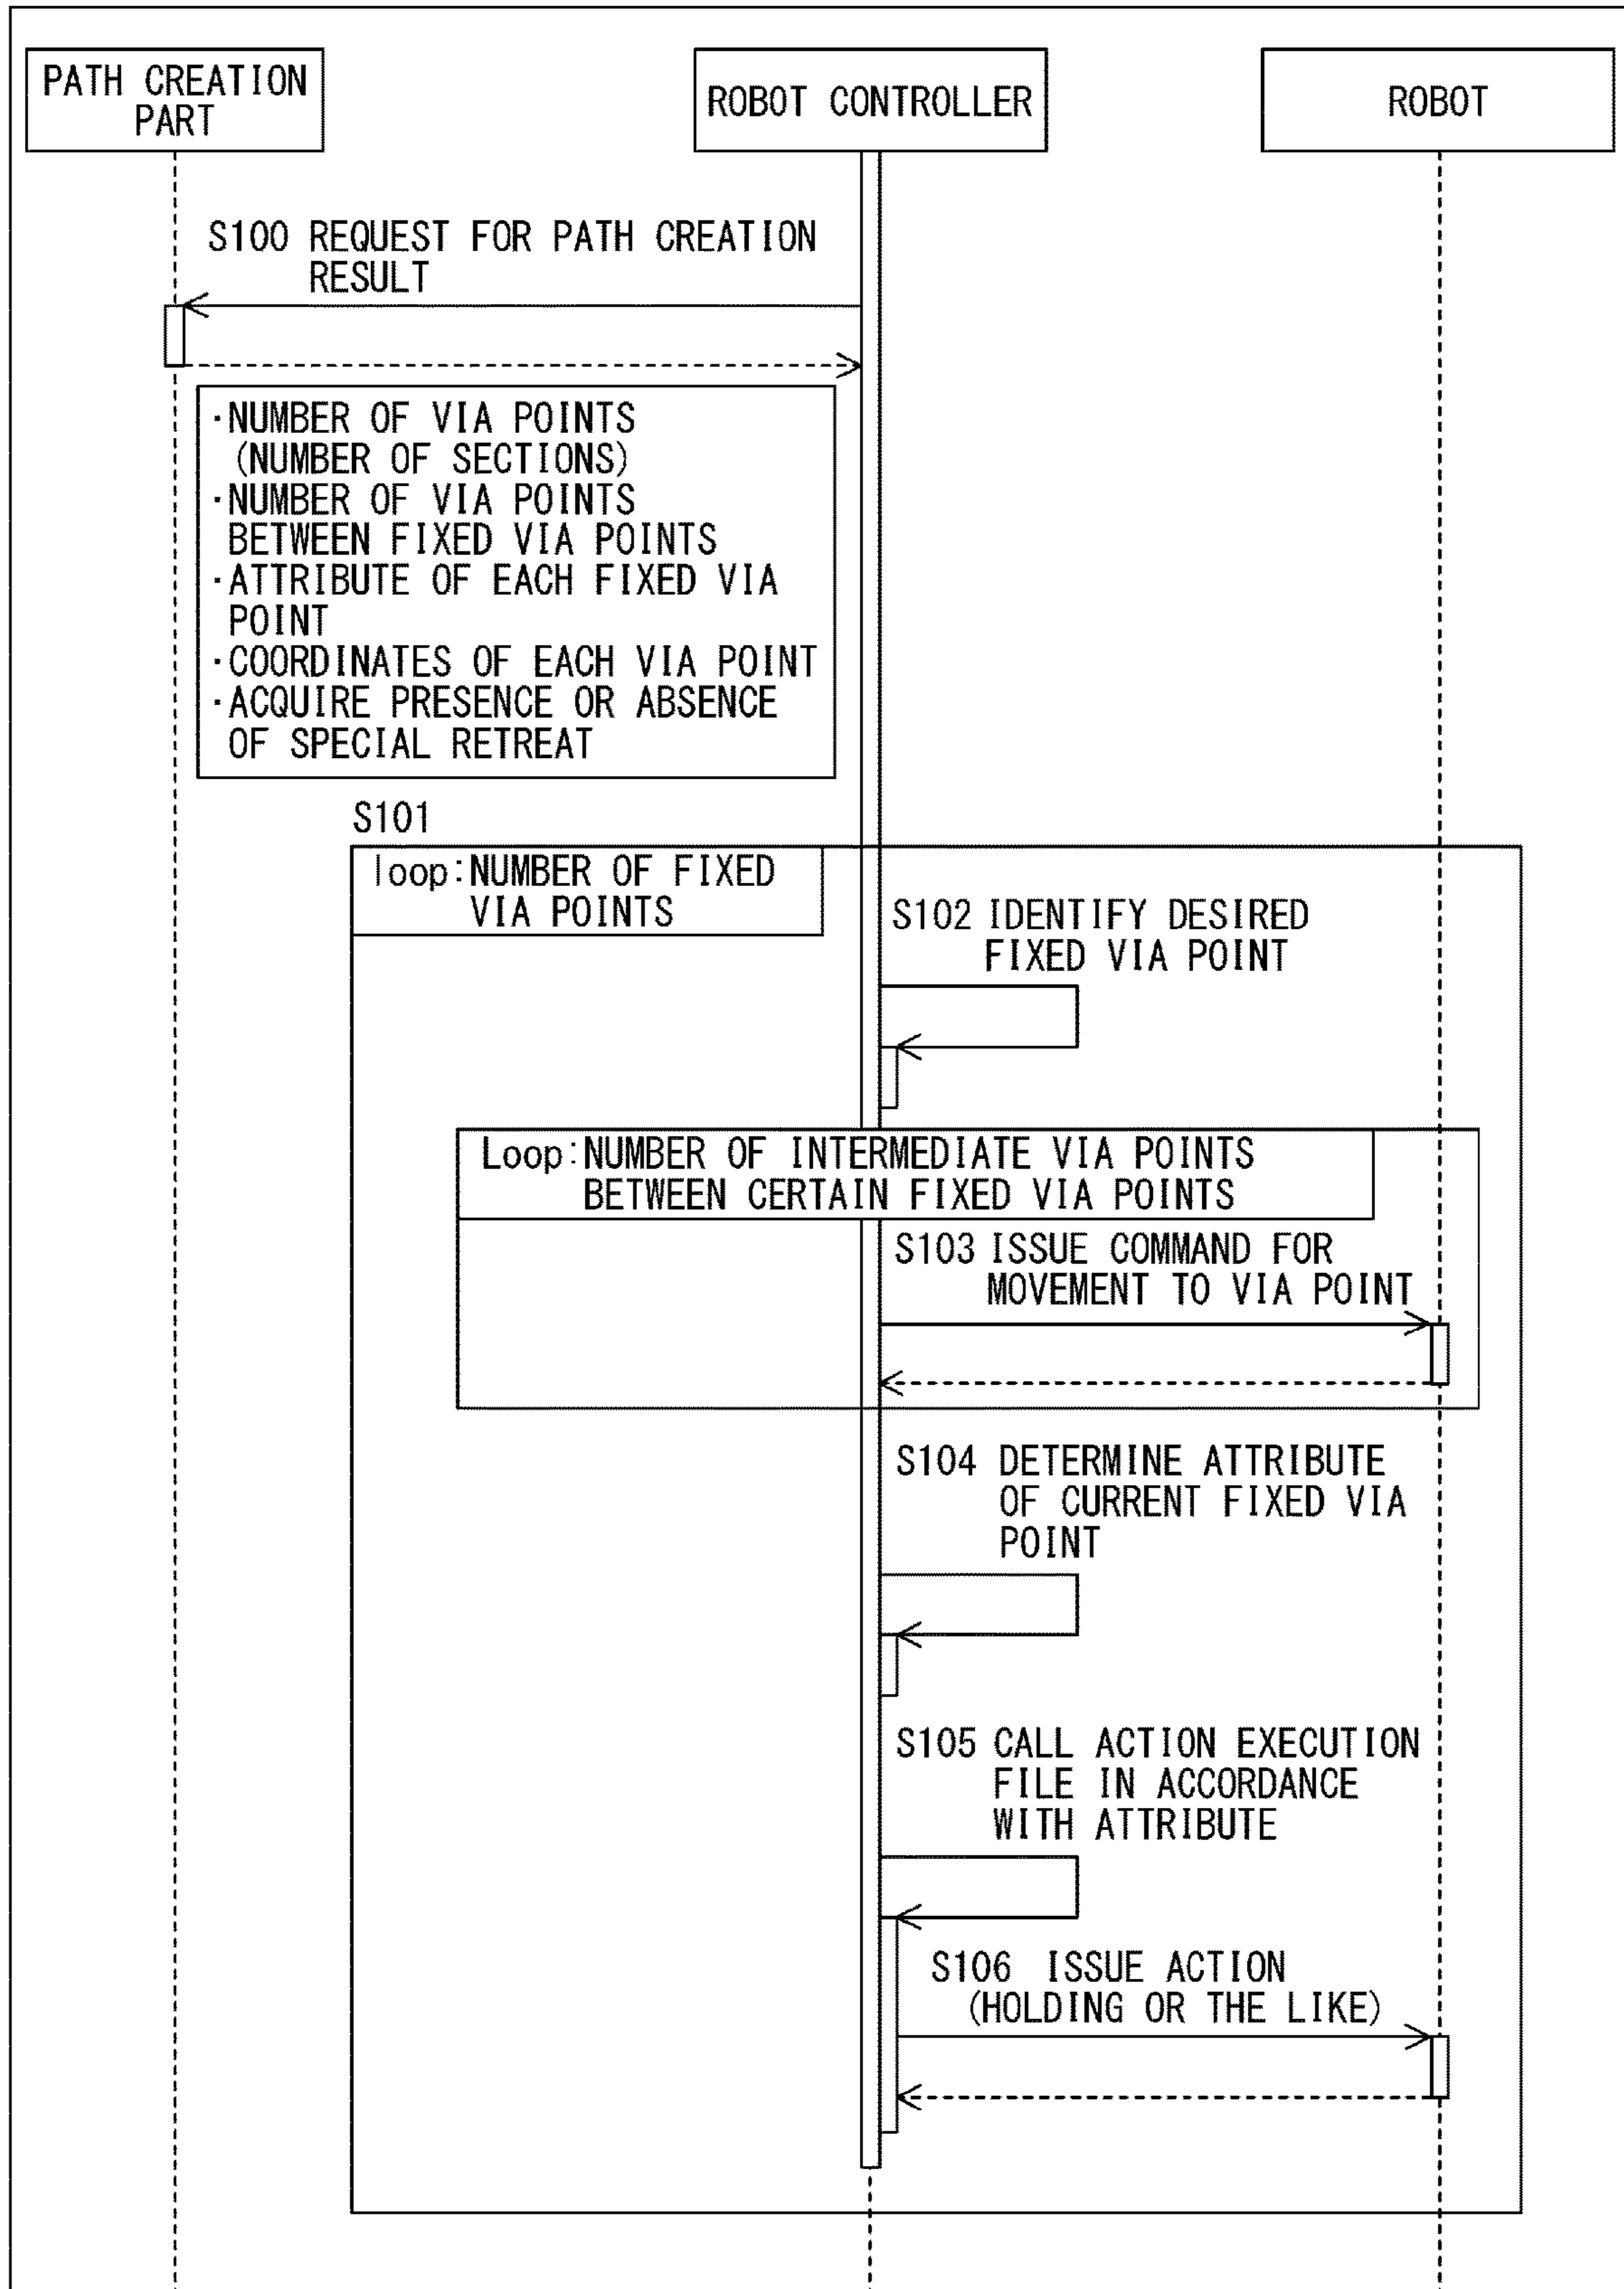 PATH CREATION
PART
ROBOT CONTROLLER
ROBOT
S100 REQUEST FOR PATH CREATION
RESULT
·NUMBER OF VIA POINTS
(NUMBER OF SECTIONS)
·NUMBER OF VIA POINTS
BETWEEN FIXED VIA POINTS
·ATTRIBUTE OF EACH FIXED VIA
POINT
·COORDINATES OF EACH VIA POINT
·ACQUIRE PRESENCE OR ABSENCE
OF SPECIAL RETREAT
S101
loop:NUMBER OF FIXED
VIA POINTS
S102 IDENTIFY DESIRED
FIXED VIA POINT
Loop:NUMBER OF INTERMEDIATE VIA POINTS
BETWEEN CERTAIN FIXED VIA POINTS
S103 ISSUE COMMAND FOR
MOVEMENT TO VIA POINT
S104 DETERMINE ATTRIBUTE
OF CURRENT FIXED VIA
POINT
S105 CALL ACTION EXECUTION
FILE IN ACCORDANCE
WITH ATTRIBUTE
S106 ISSUE ACTION
(HOLDING OR THE LIKE)